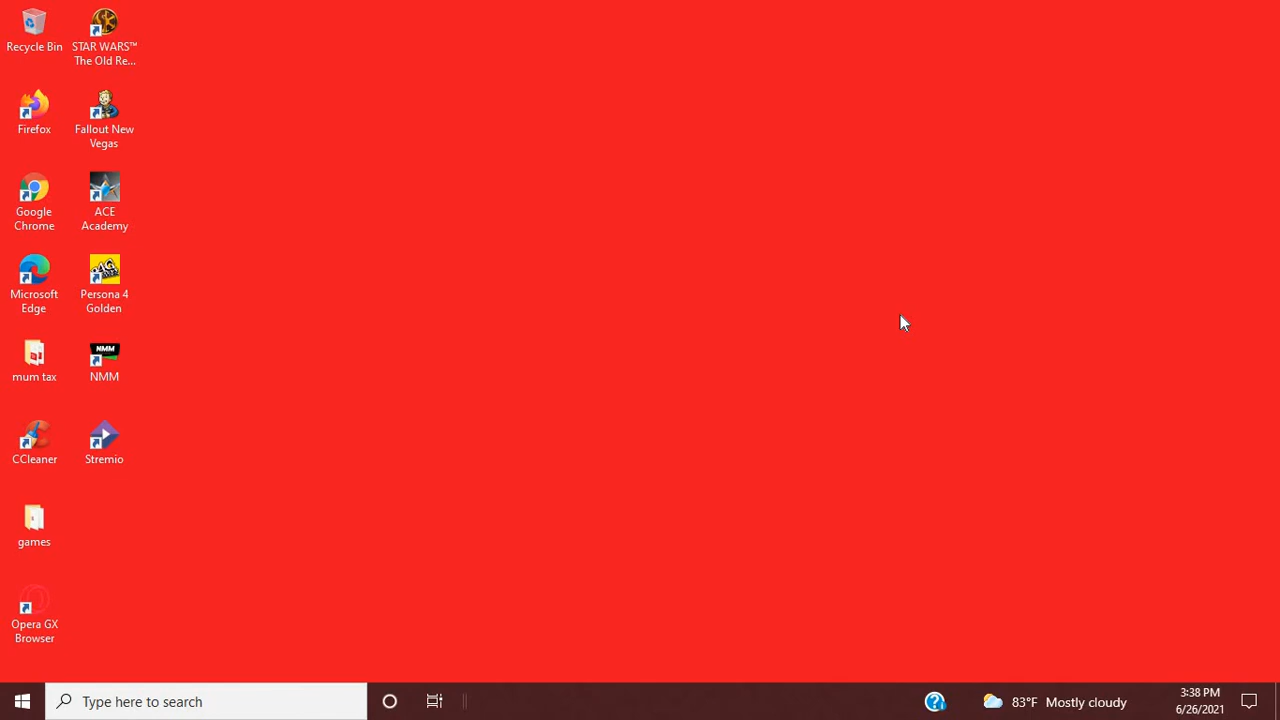 Recycle Bin
STAR WARS™
The Old Re...
Firefox
Fallout New
Vegas
Google
Chrome
ACE
Academy
Microsoft
Edge
Persona 4
Golden
mum tax
NMM
NMM
CCleaner
Stremio
games
Opera GX
Browser
Type here to search
83°F Mostly cloudy
3:38 PM
6/26/2021